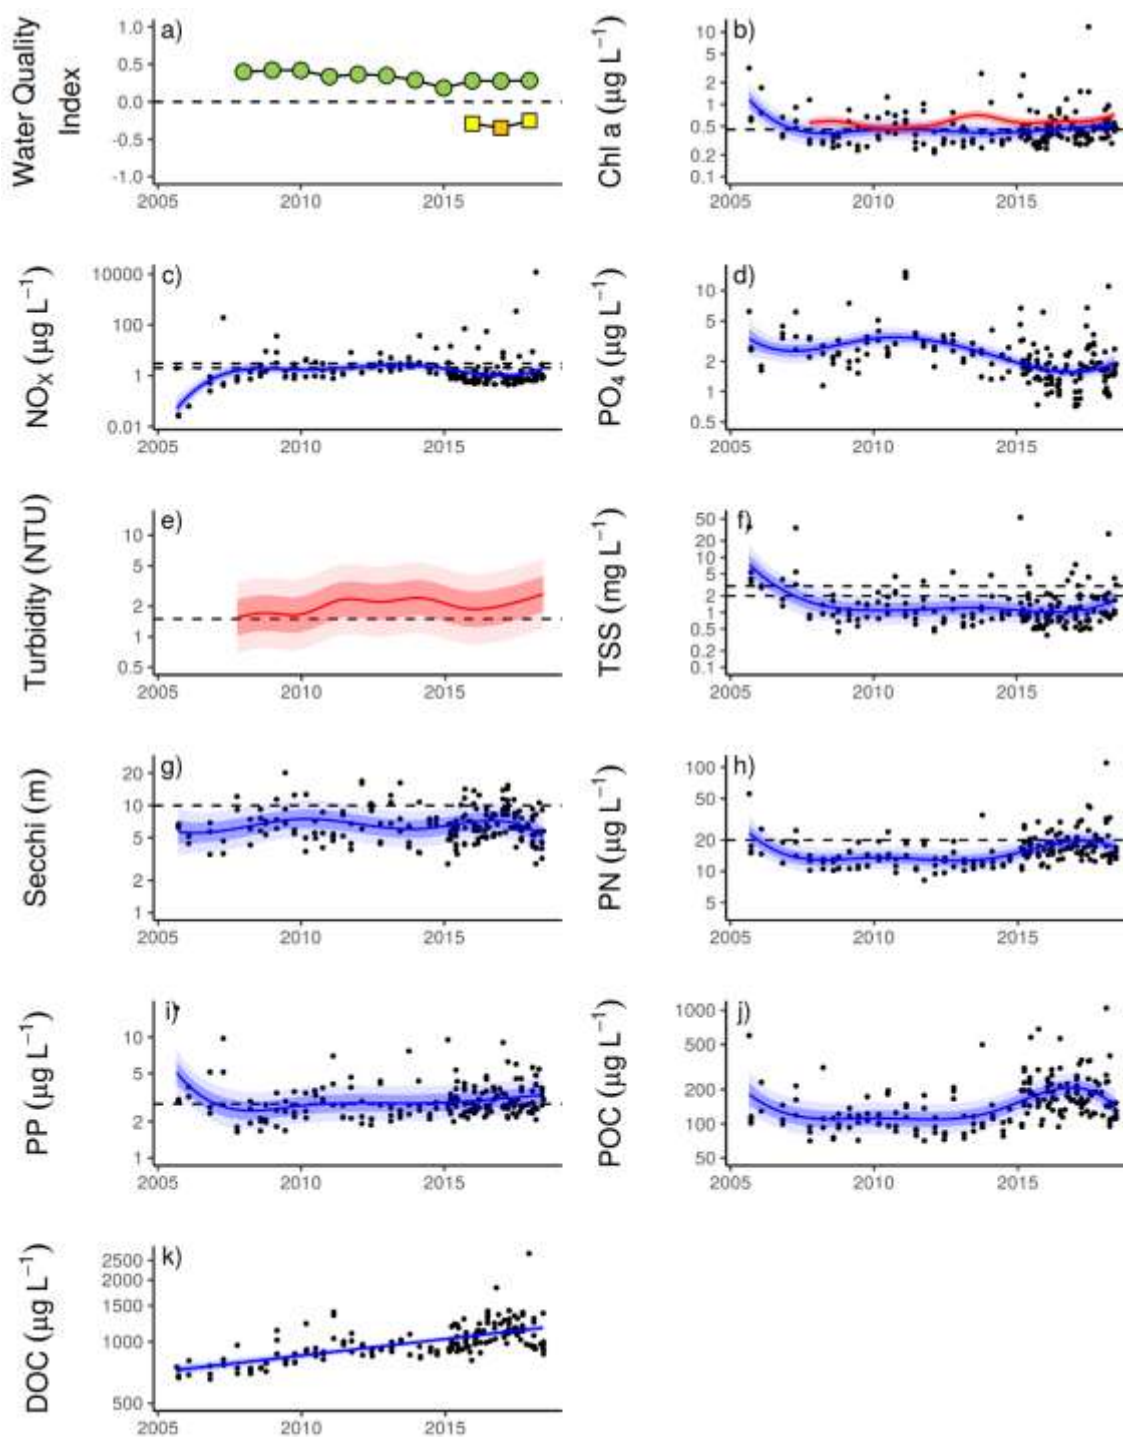 Water Quality
Index
a)
1.0
0.5
0.0
-0.5
-1.0
2005 2010 2015
Chl a (µg L⁻¹)
b)
10
5
2
1
0.5
0.2
0.1
2005 2010 2015
NOₓ (µg L⁻¹)
c)
10000
100
1
0.01
2005 2010 2015
PO₄ (µg L⁻¹)
d)
10
5
2
1
0.5
2005 2010 2015
Turbidity (NTU)
e)
10
5
2
1
0.5
2005 2010 2015
TSS (mg L⁻¹)
f)
50
20
10
5
2
1
0.5
0.2
0.1
2005 2010 2015
Secchi (m)
g)
20
10
5
2
1
2005 2010 2015
PN (µg L⁻¹)
h)
100
50
20
10
5
2005 2010 2015
PP (µg L⁻¹)
i)
10
5
2
1
2005 2010 2015
POC (µg L⁻¹)
j)
1000
500
200
100
50
2005 2010 2015
DOC (µg L⁻¹)
k)
2500
2000
1500
1000
500
2005 2010 2015